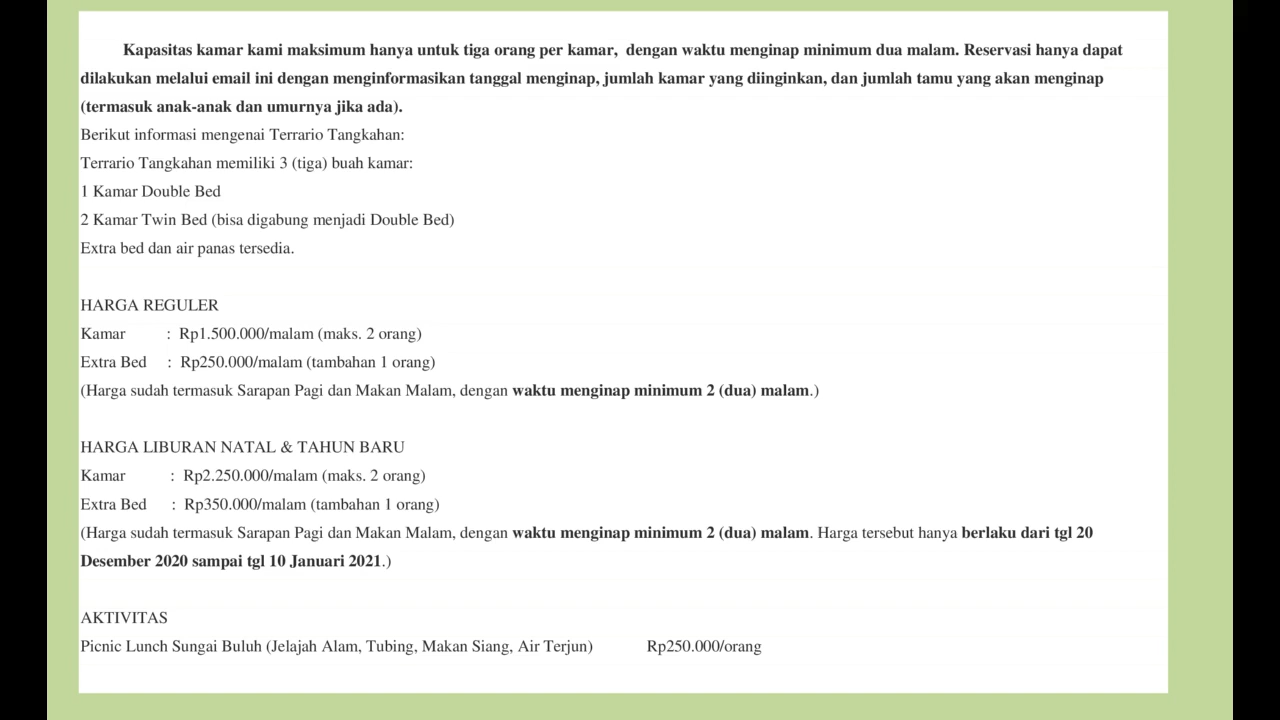 Kapasitas kamar kami maksimum hanya untuk tiga orang per kamar, dengan waktu menginap minimum dua malam. Reservasi hanya dapat
dilakukan melalui email ini dengan menginformasikan tanggal menginap, jumlah kamar yang diinginkan, dan jumlah tamu yang akan menginap
(termasuk anak-anak dan umurnya jika ada).
Berikut informasi mengenai Terrario Tangkahan:
Terrario Tangkahan memiliki 3 (tiga) buah kamar:
1 Kamar Double Bed
2 Kamar Twin Bed (bisa digabung menjadi Double Bed)
Extra bed dan air panas tersedia.
HARGA REGULER
Kamar : Rp1.500.000/malam (maks. 2 orang)
Extra Bed : Rp250.000/malam (tambahan 1 orang)
(Harga sudah termasuk Sarapan Pagi dan Makan Malam, dengan waktu menginap minimum 2 (dua) malam.)
HARGA LIBURAN NATAL & TAHUN BARU
Kamar : Rp2.250.000/malam (maks. 2 orang)
Extra Bed : Rp350.000/malam (tambahan 1 orang)
(Harga sudah termasuk Sarapan Pagi dan Makan Malam, dengan waktu menginap minimum 2 (dua) malam. Harga tersebut hanya berlaku dari tgl 20
Desember 2020 sampai tgl 10 Januari 2021.)
AKTIVITAS
Picnic Lunch Sungai Buluh (Jelajah Alam, Tubing, Makan Siang, Air Terjun) Rp250.000/orang